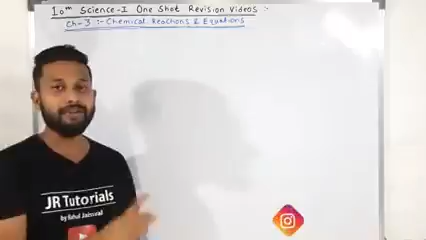 10th Science-I One Shot Revision Videos :-
Ch-3 :- Chemical Reactions & Equations
JR Tutorials
by Rahul Jaiswal